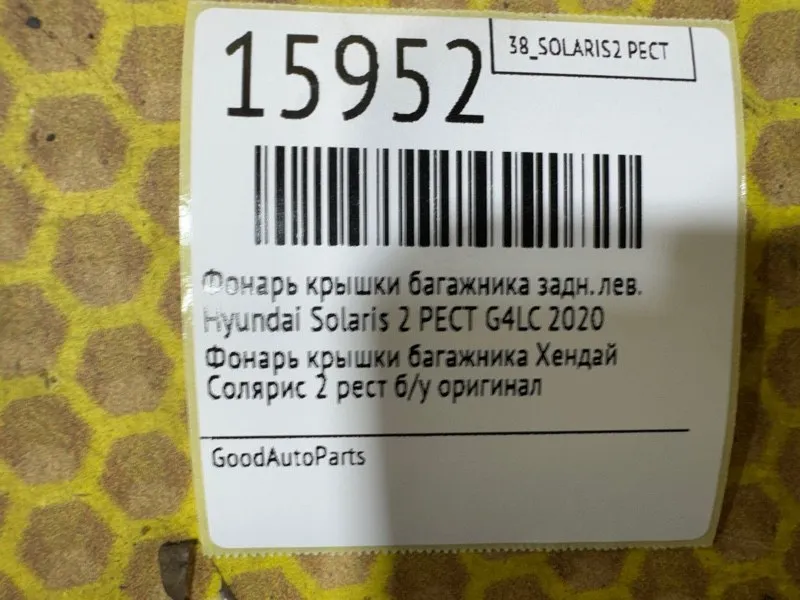 15952
38_SOLARIS2 РЕСТ
Фонарь крышки багажника задн.лев.
Hyundai Solaris 2 РЕСТ G4LC 2020
Фонарь крышки багажника Хендай
Солярис 2 рест б/у оригинал
GoodAutoParts